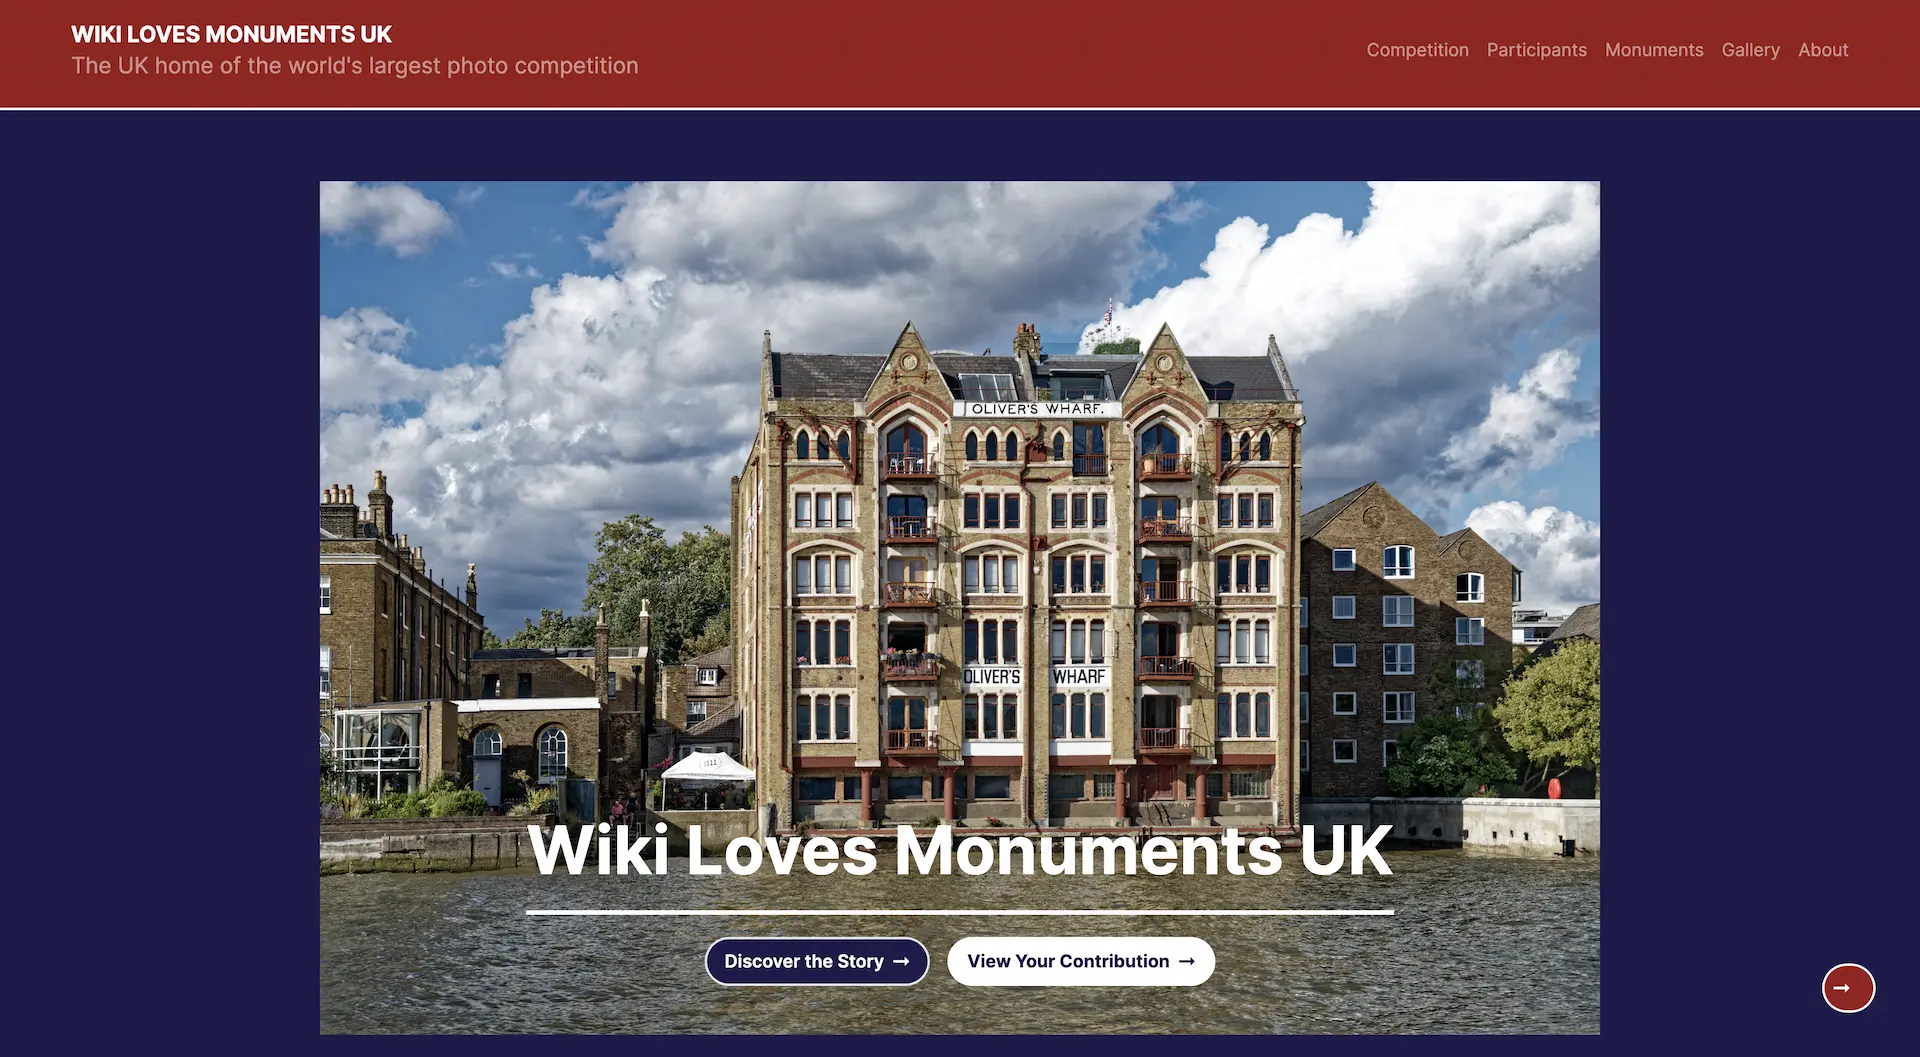 WIKI LOVES MONUMENTS UK
The UK home of the world's largest photo competition
Competition Participants Monuments Gallery About
OLIVER'S WHARF.
OLIVER'S WHARF
Wiki Loves Monuments UK
Discover the Story →
View Your Contribution →
→